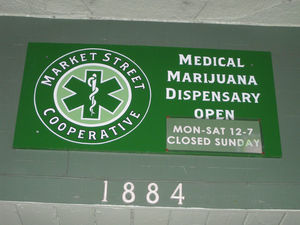 MARKET STREET
COOPERATIVE
MEDICAL
MARIJUANA
DISPENSARY
OPEN
MON-SAT 12-7
CLOSED SUNDAY
1884